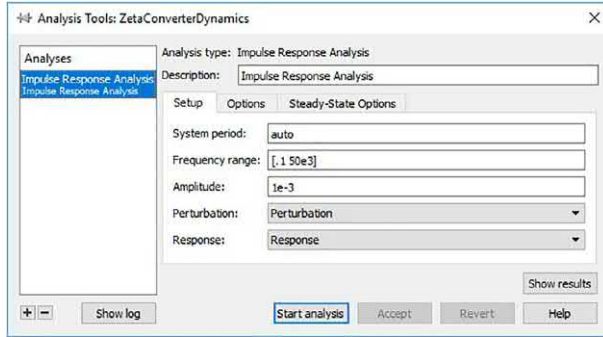 Analysis Tools: ZetaConverterDynamics
Analyses
Impulse Response Analysis
Impulse Response Analysis
Analysis type: Impulse Response Analysis
Description: Impulse Response Analysis
Setup Options Steady-State Options
System period: auto
Frequency range: [.1 50e3]
Amplitude: 1e-3
Perturbation: Perturbation
Response: Response
Show results
+ − Show log Start analysis Accept Revert Help